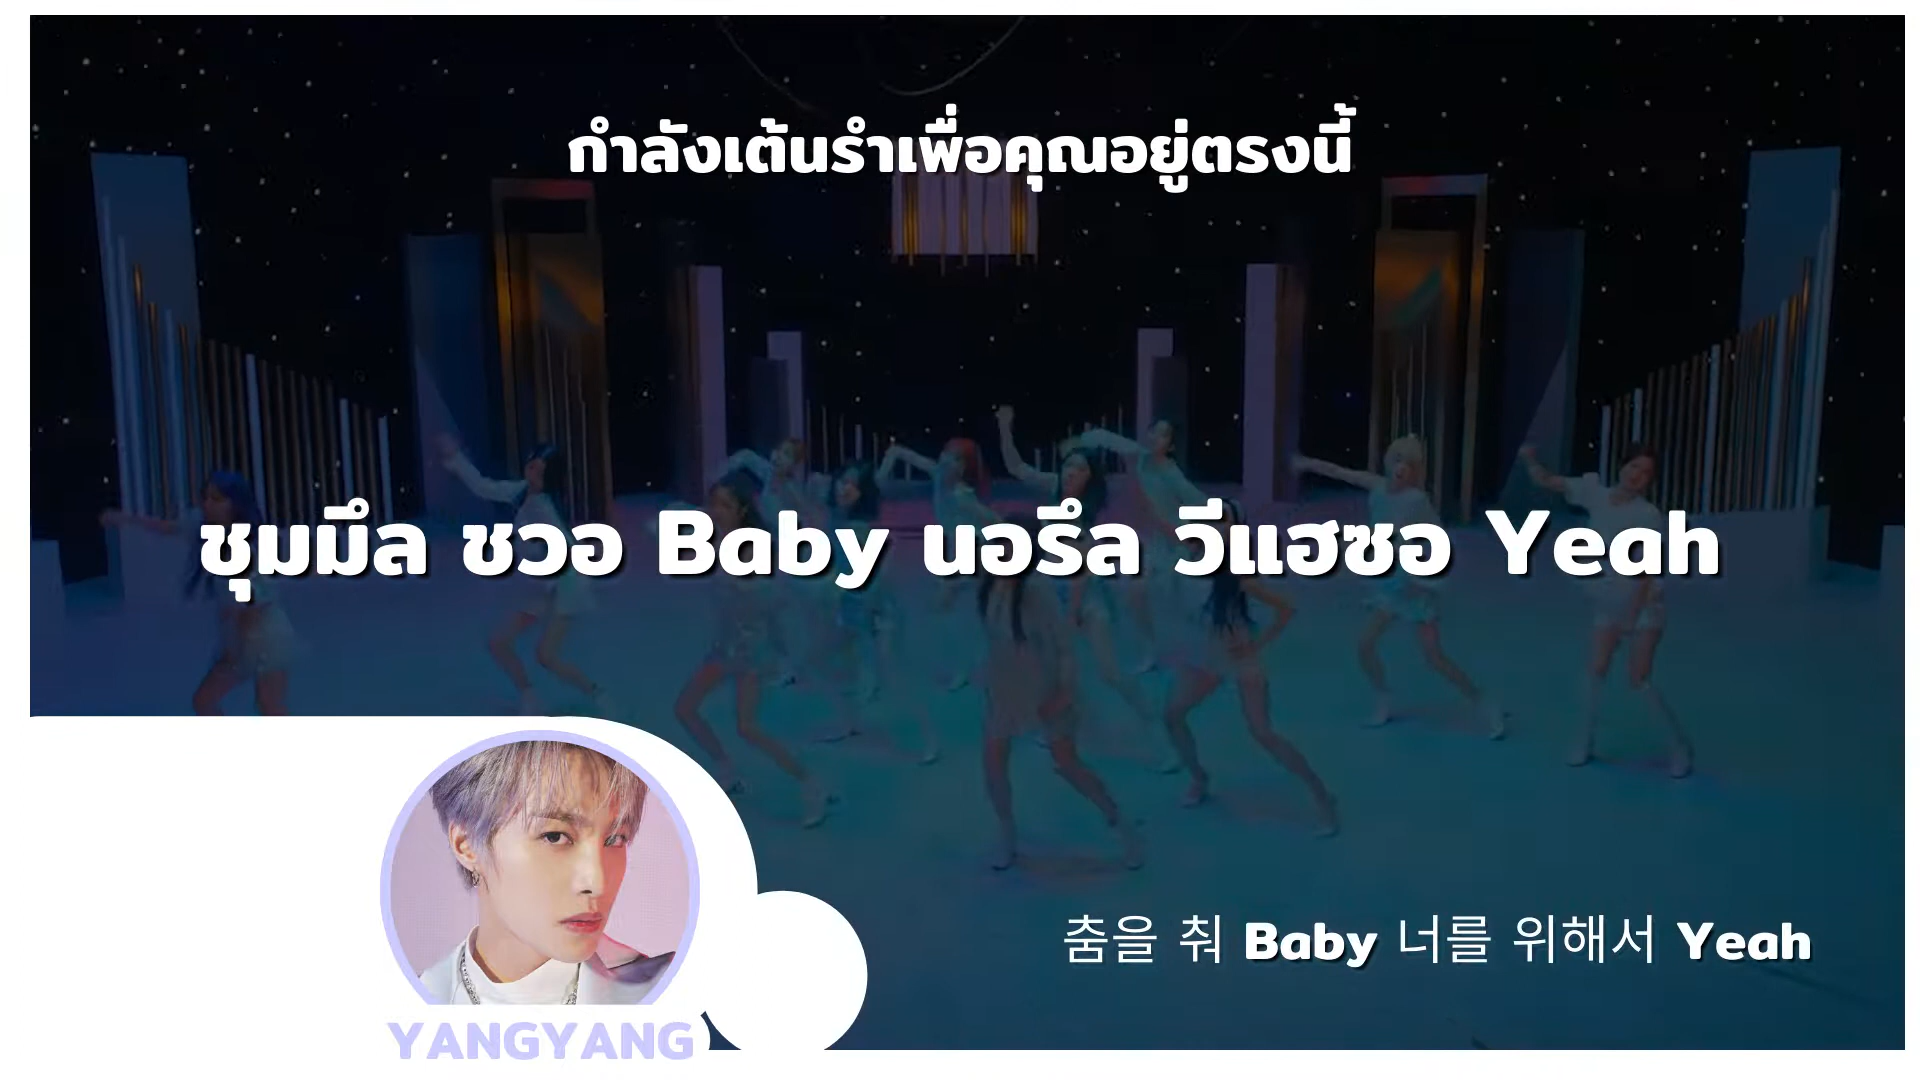 กำลังเต้นรำเพื่อคุณอยู่ตรงนี้
ชุมมึล ชวอ Baby นอรึล วีแฮซอ Yeah
춤을 춰 Baby 너를 위해서 Yeah
YANGYANG